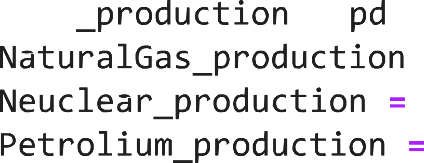 _production pd
NaturalGas_production
Neuclear_production =
Petrolium_production =